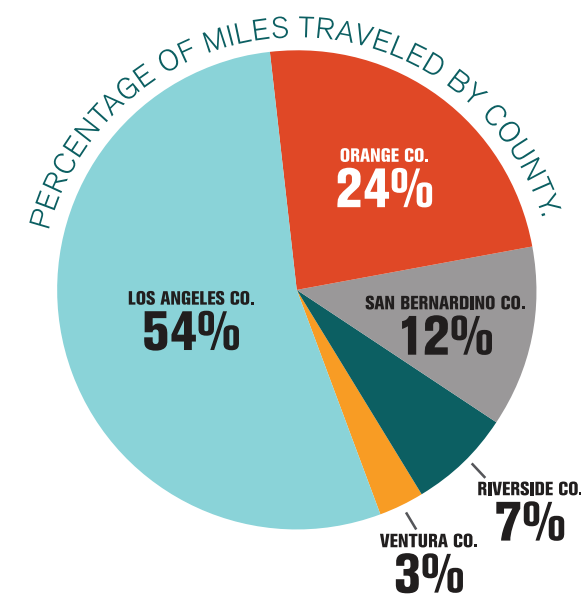 PERCENTAGE OF MILES TRAVELED BY COUNTY.
ORANGE CO.
24%
LOS ANGELES CO.
54%
SAN BERNARDINO CO.
12%
RIVERSIDE CO.
7%
VENTURA CO.
3%